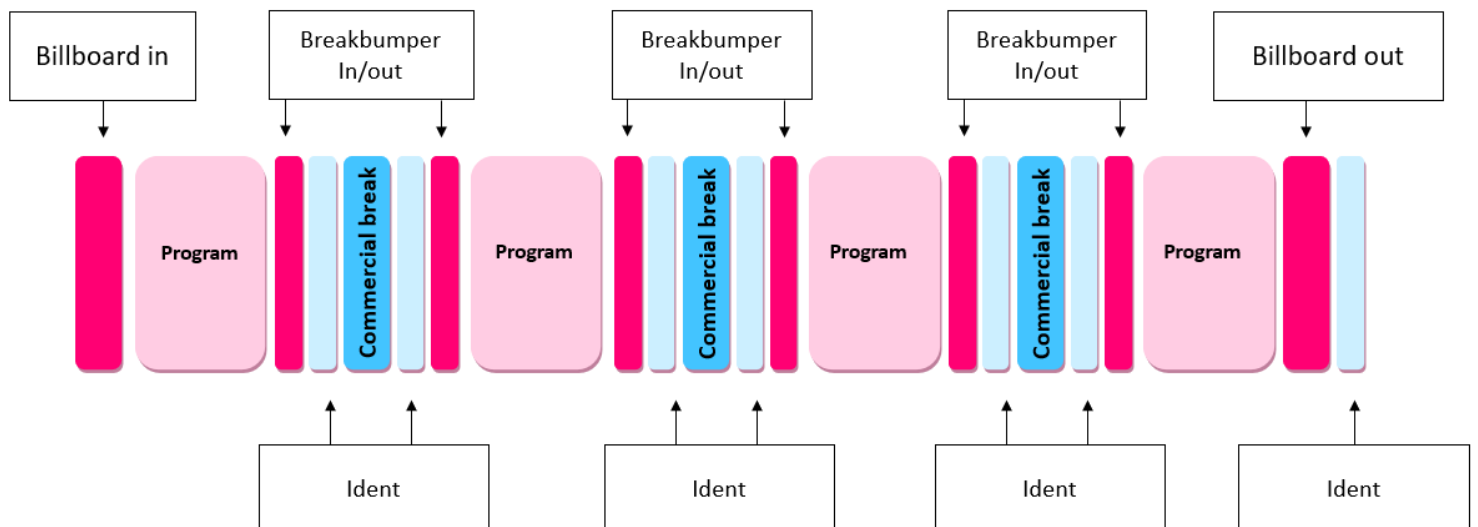 Billboard in
Breakbumper
In/out
Breakbumper
In/out
Breakbumper
In/out
Billboard out
Program
Commercial break
Program
Commercial break
Program
Commercial break
Program
Ident
Ident
Ident
Ident